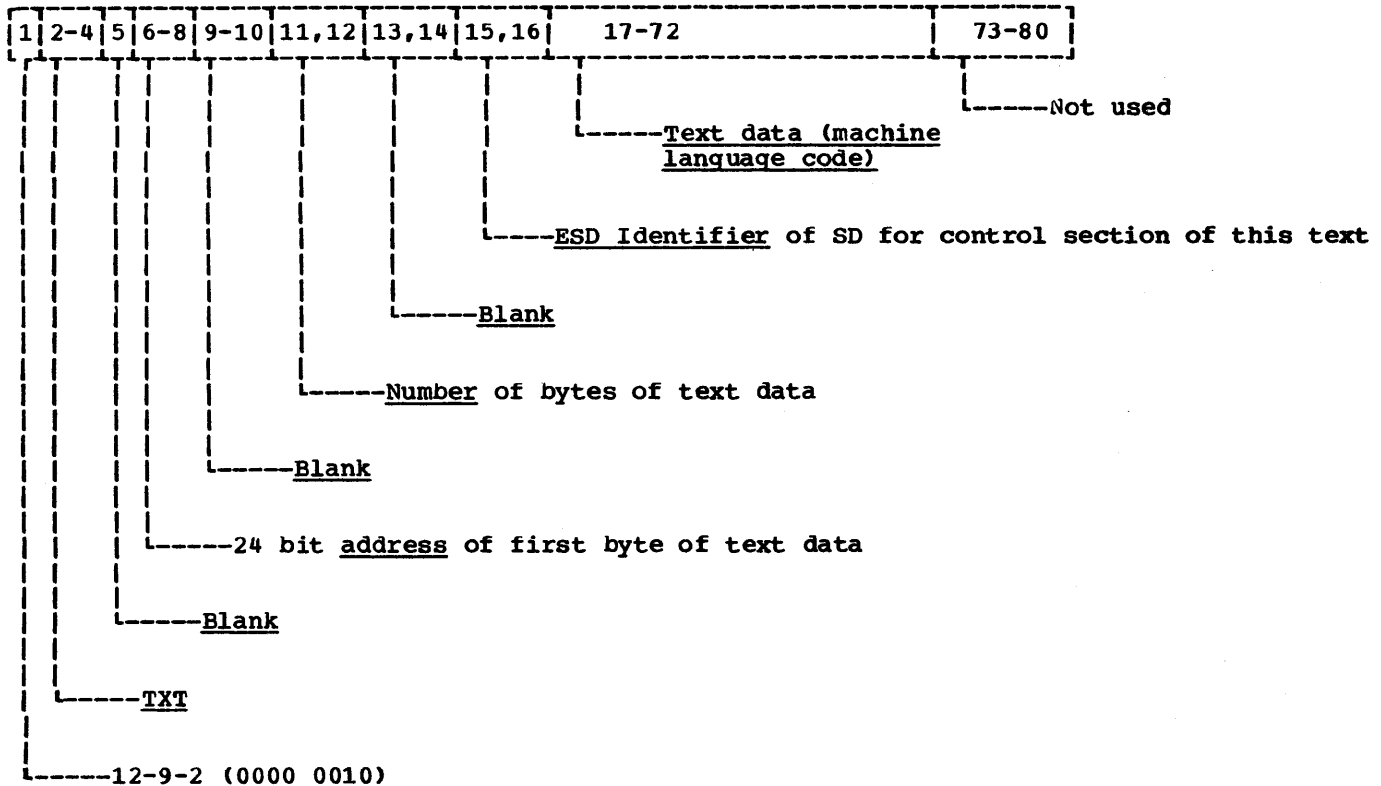 1 2-4 5 6-8 9-10 11,12 13,14 15,16 17-72 73-80
Not used
Text data (machine
language code)
ESD Identifier of SD for control section of this text
Blank
Number of bytes of text data
Blank
24 bit address of first byte of text data
Blank
TXT
12-9-2 (0000 0010)